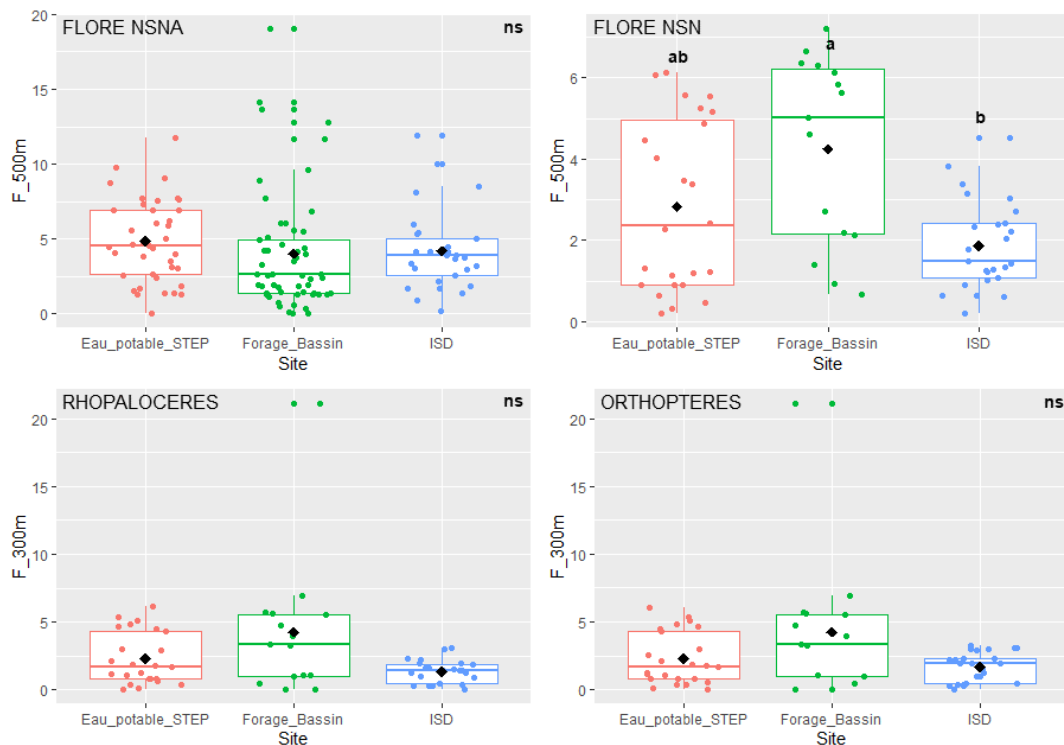 FLORE NSNA
ns
F_500m
20
15
10
5
0
Eau_potable_STEP Forage_Bassin ISD
Site
FLORE NSN
ab
a
b
F_500m
6
4
2
0
Eau_potable_STEP Forage_Bassin ISD
Site
RHOPALOCERES
ns
F_300m
20
15
10
5
0
Eau_potable_STEP Forage_Bassin ISD
Site
ORTHOPTERES
ns
F_300m
20
15
10
5
0
Eau_potable_STEP Forage_Bassin ISD
Site